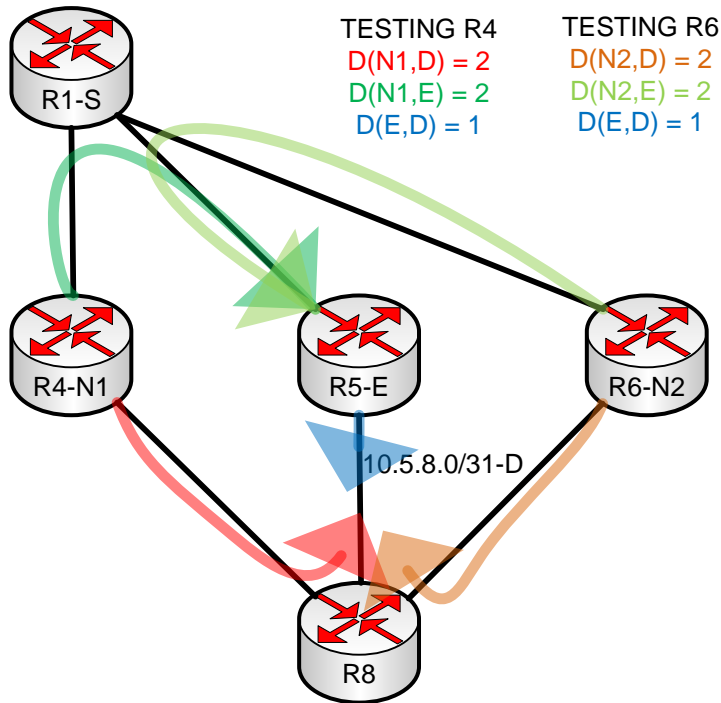 TESTING R4
D(N1,D) = 2
D(N1,E) = 2
D(E,D) = 1
TESTING R6
D(N2,D) = 2
D(N2,E) = 2
D(E,D) = 1
R1-S
R4-N1
R5-E
R6-N2
10.5.8.0/31-D
R8